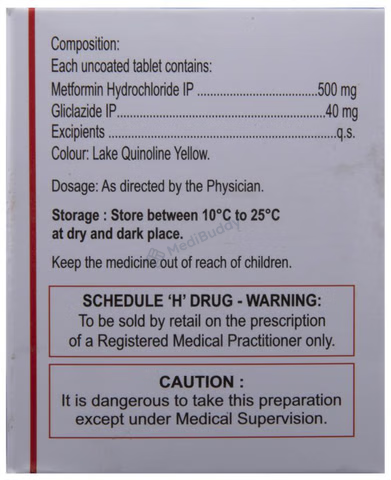 Composition:
Each uncoated tablet contains:
Metformin Hydrochloride IP ....................................500 mg
Gliclazide IP..............................................................40 mg
Excipients ....................................................................q.s.
Colour: Lake Quinoline Yellow.
Dosage: As directed by the Physician.
Storage : Store between 10°C to 25°C
at dry and dark place.
MediBuddy
Keep the medicine out of reach of children.
SCHEDULE 'H' DRUG - WARNING:
To be sold by retail on the prescription
of a Registered Medical Practitioner only.
CAUTION :
It is dangerous to take this preparation
except under Medical Supervision.